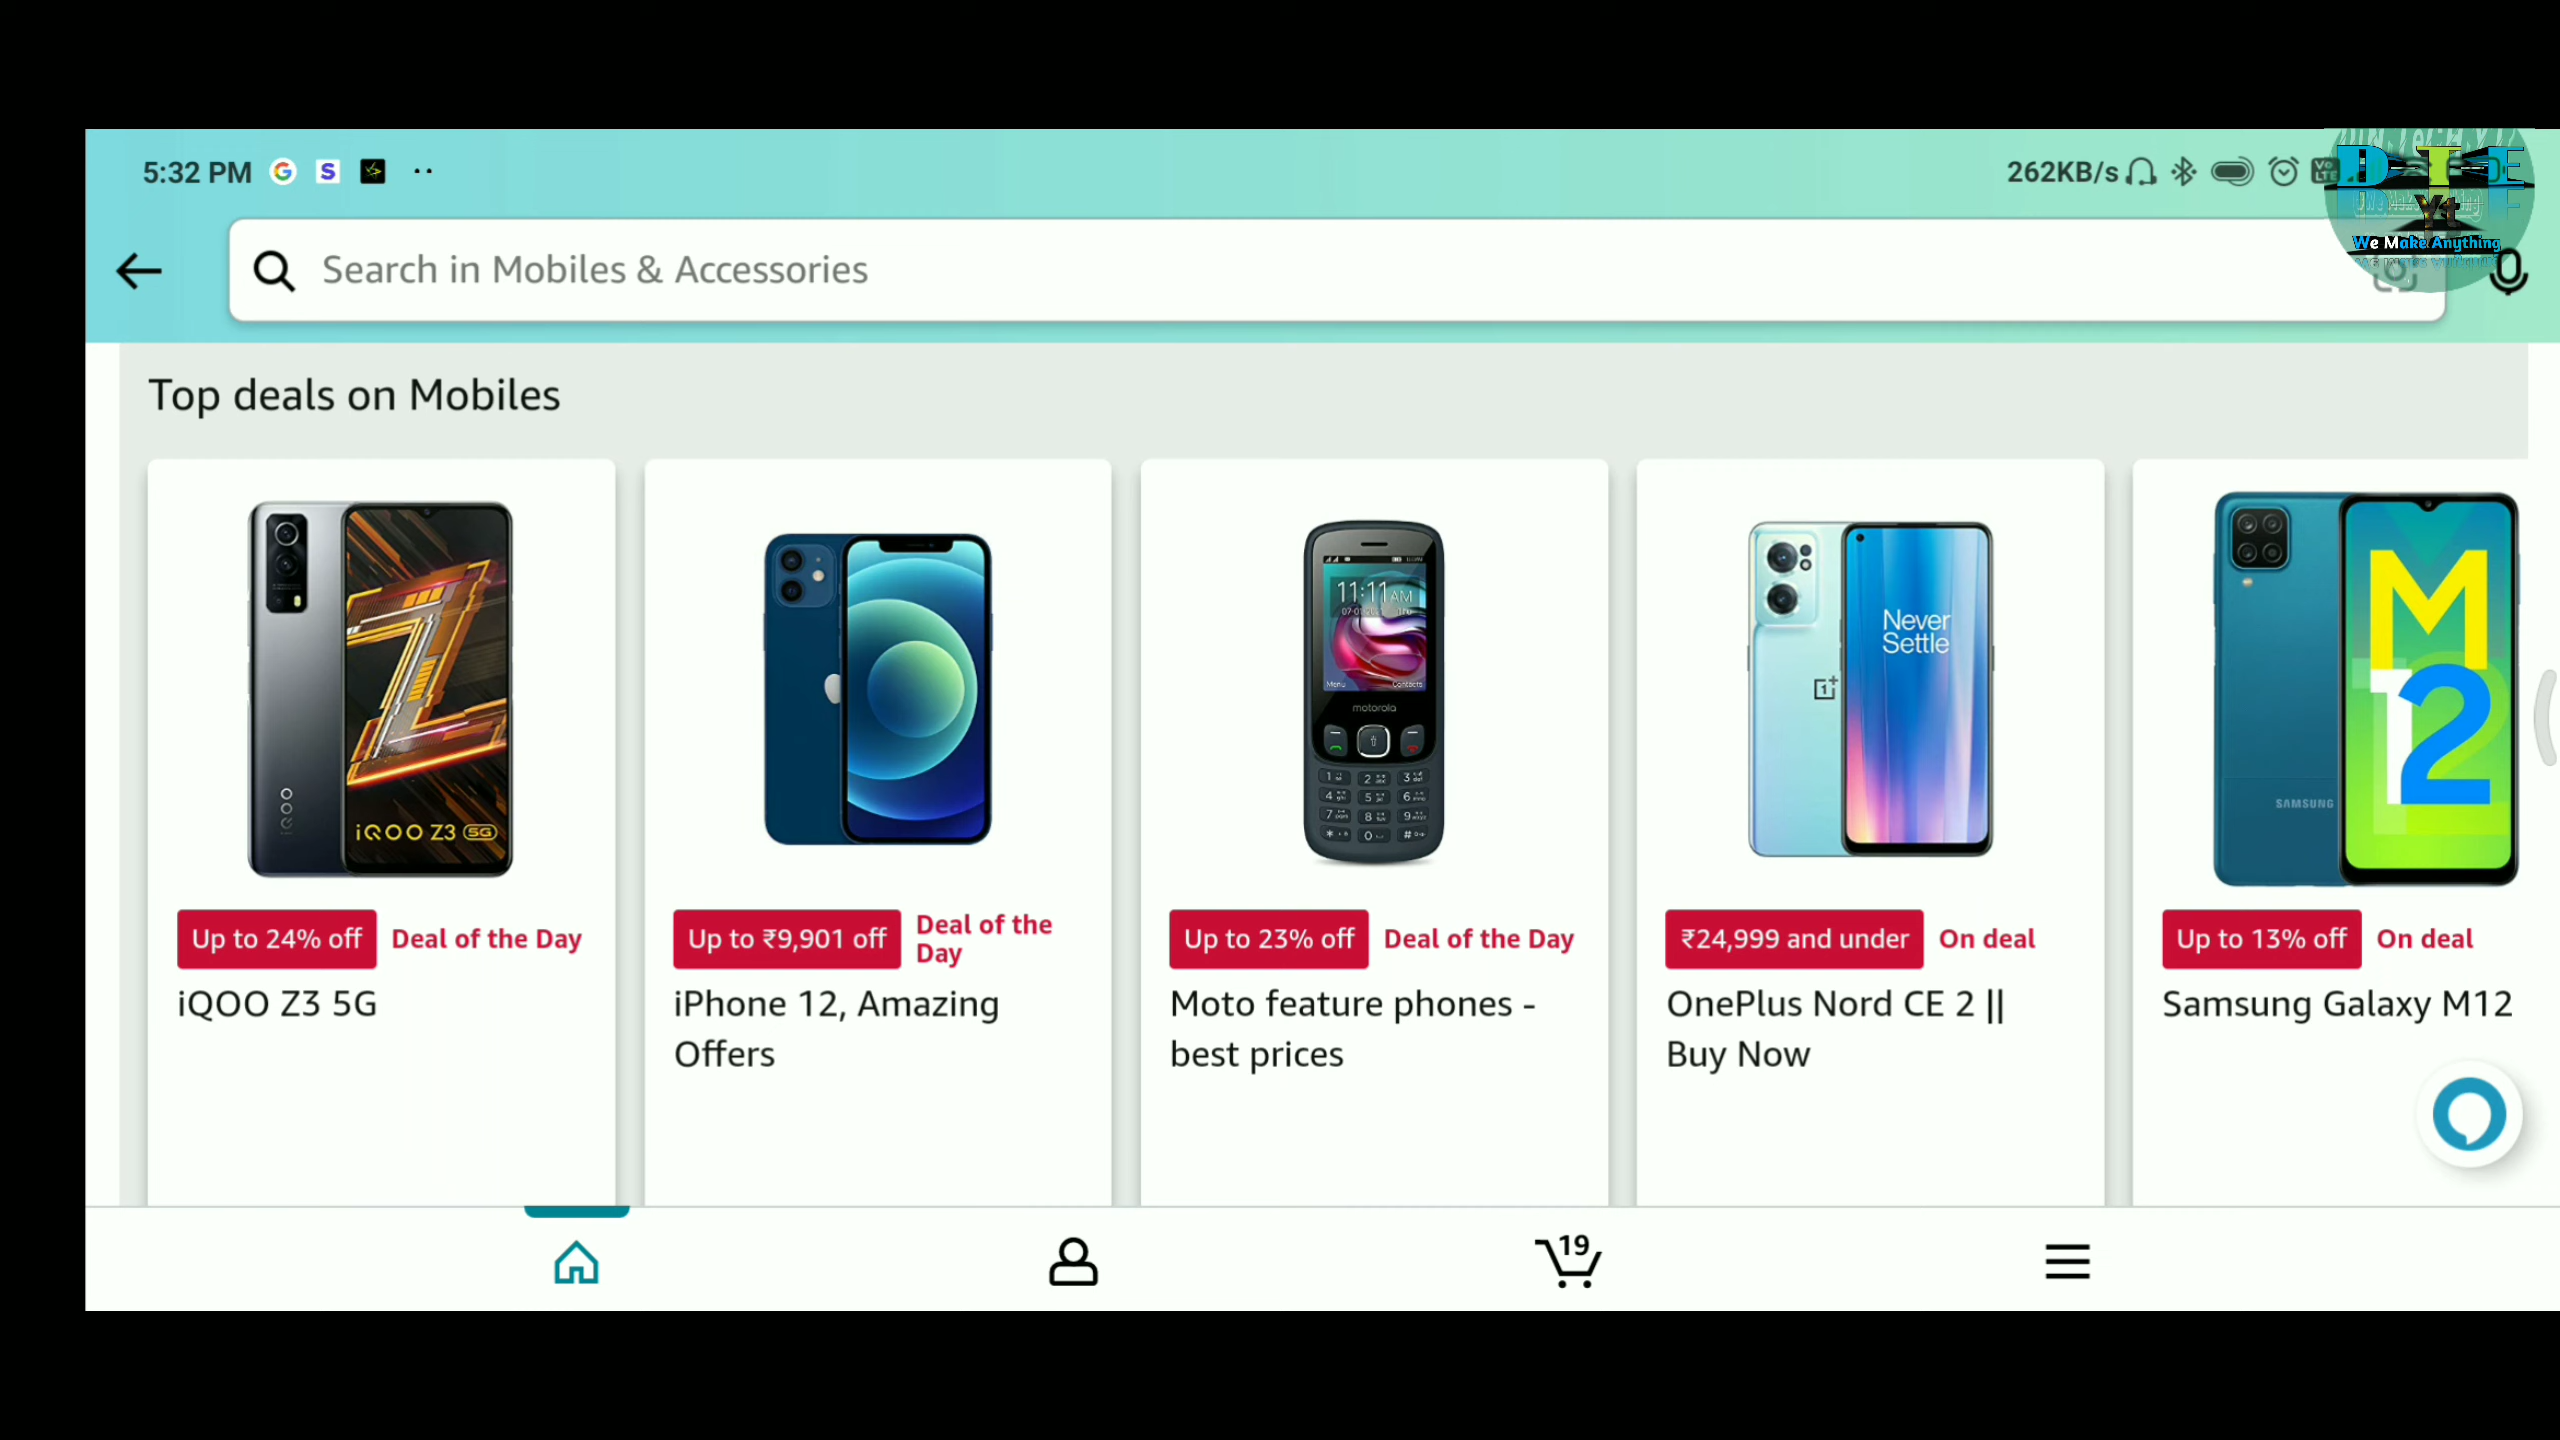 5:32 PM
262KB/s
DIE
Yt
We Make Anything
Search in Mobiles & Accessories
Top deals on Mobiles
iQOO Z3 5G
11:11 AM
Menu Contacts
motorola
Never
Settle
M
12
SAMSUNG
Up to 24% off Deal of the Day
iQOO Z3 5G
Up to ₹9,901 off Deal of the
Day
iPhone 12, Amazing
Offers
Up to 23% off Deal of the Day
Moto feature phones -
best prices
₹24,999 and under On deal
OnePlus Nord CE 2 ||
Buy Now
Up to 13% off On deal
Samsung Galaxy M12
19